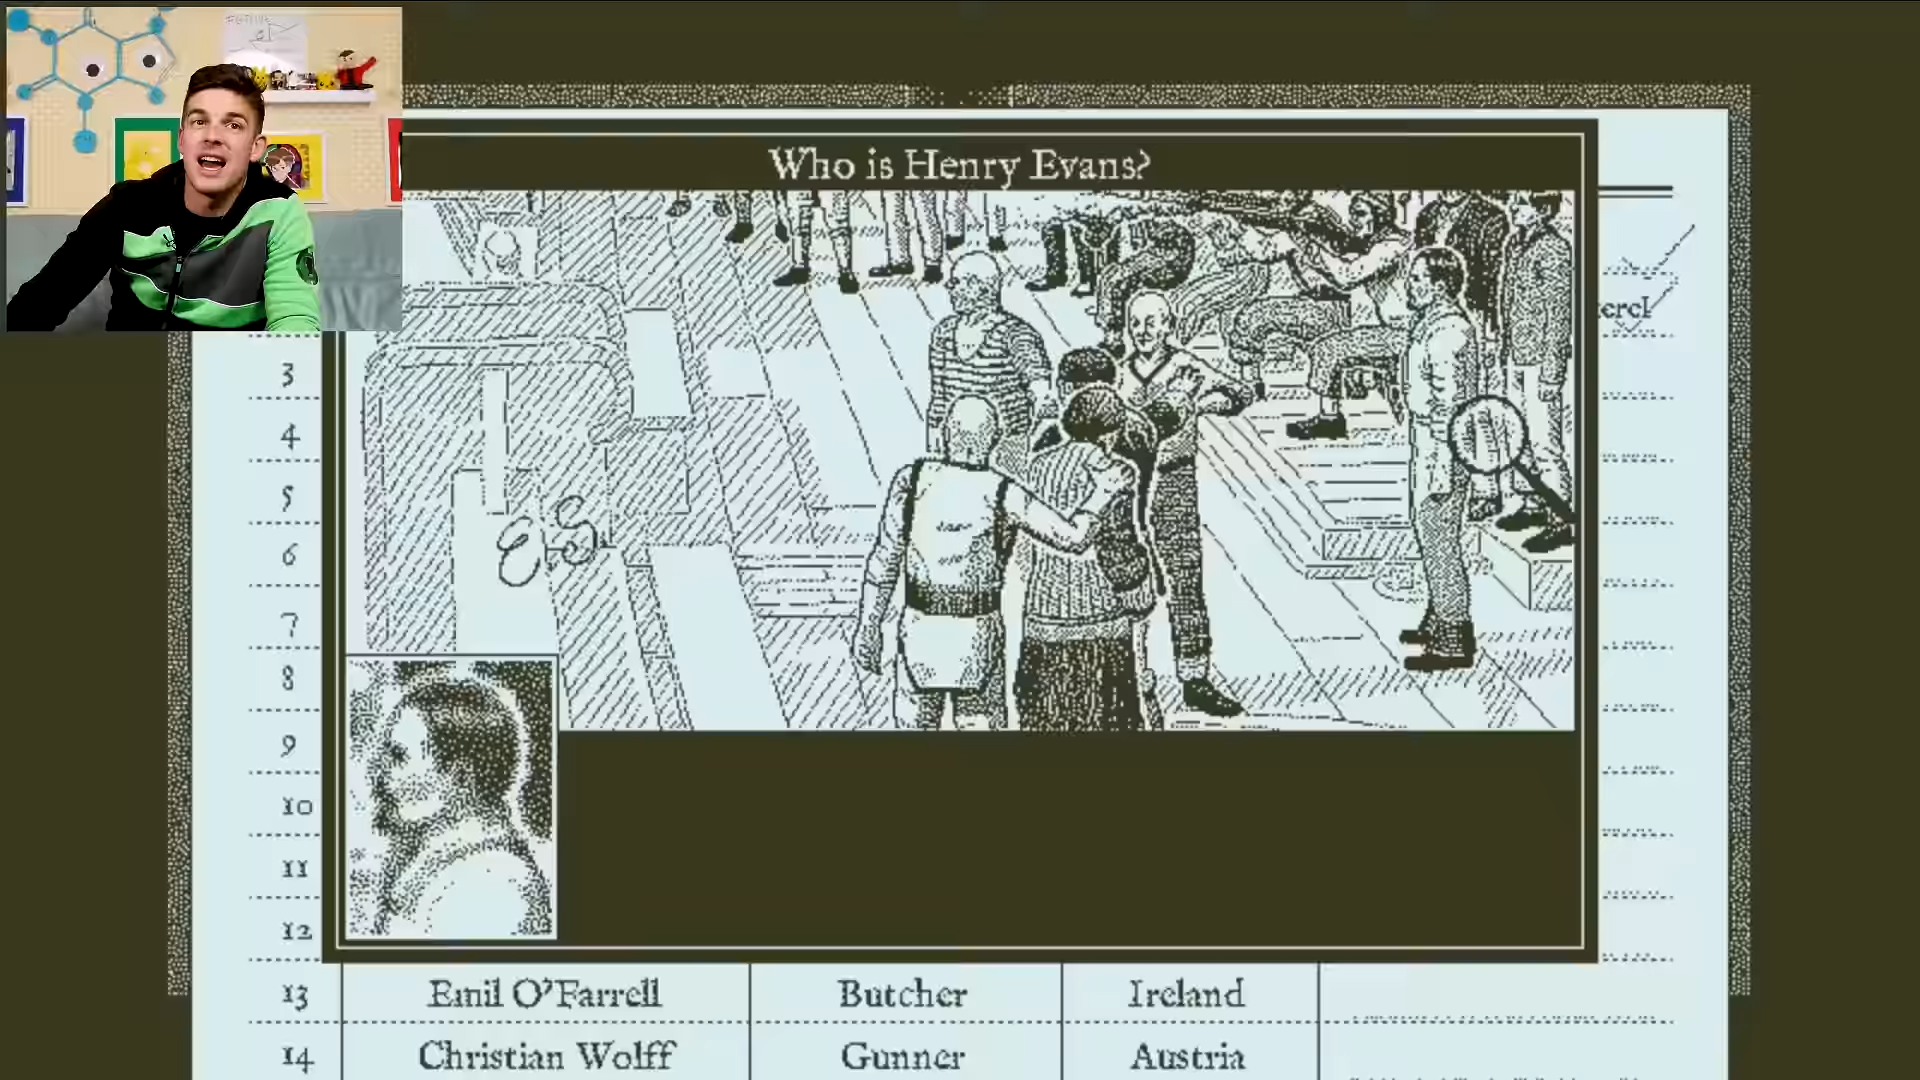 Who is Henry Evans?
3
4
5
6
7
8
9
10
11
12
E.S
13 Emil O'Farrell Butcher Ireland
14 Christian Wolff Gunner Austria